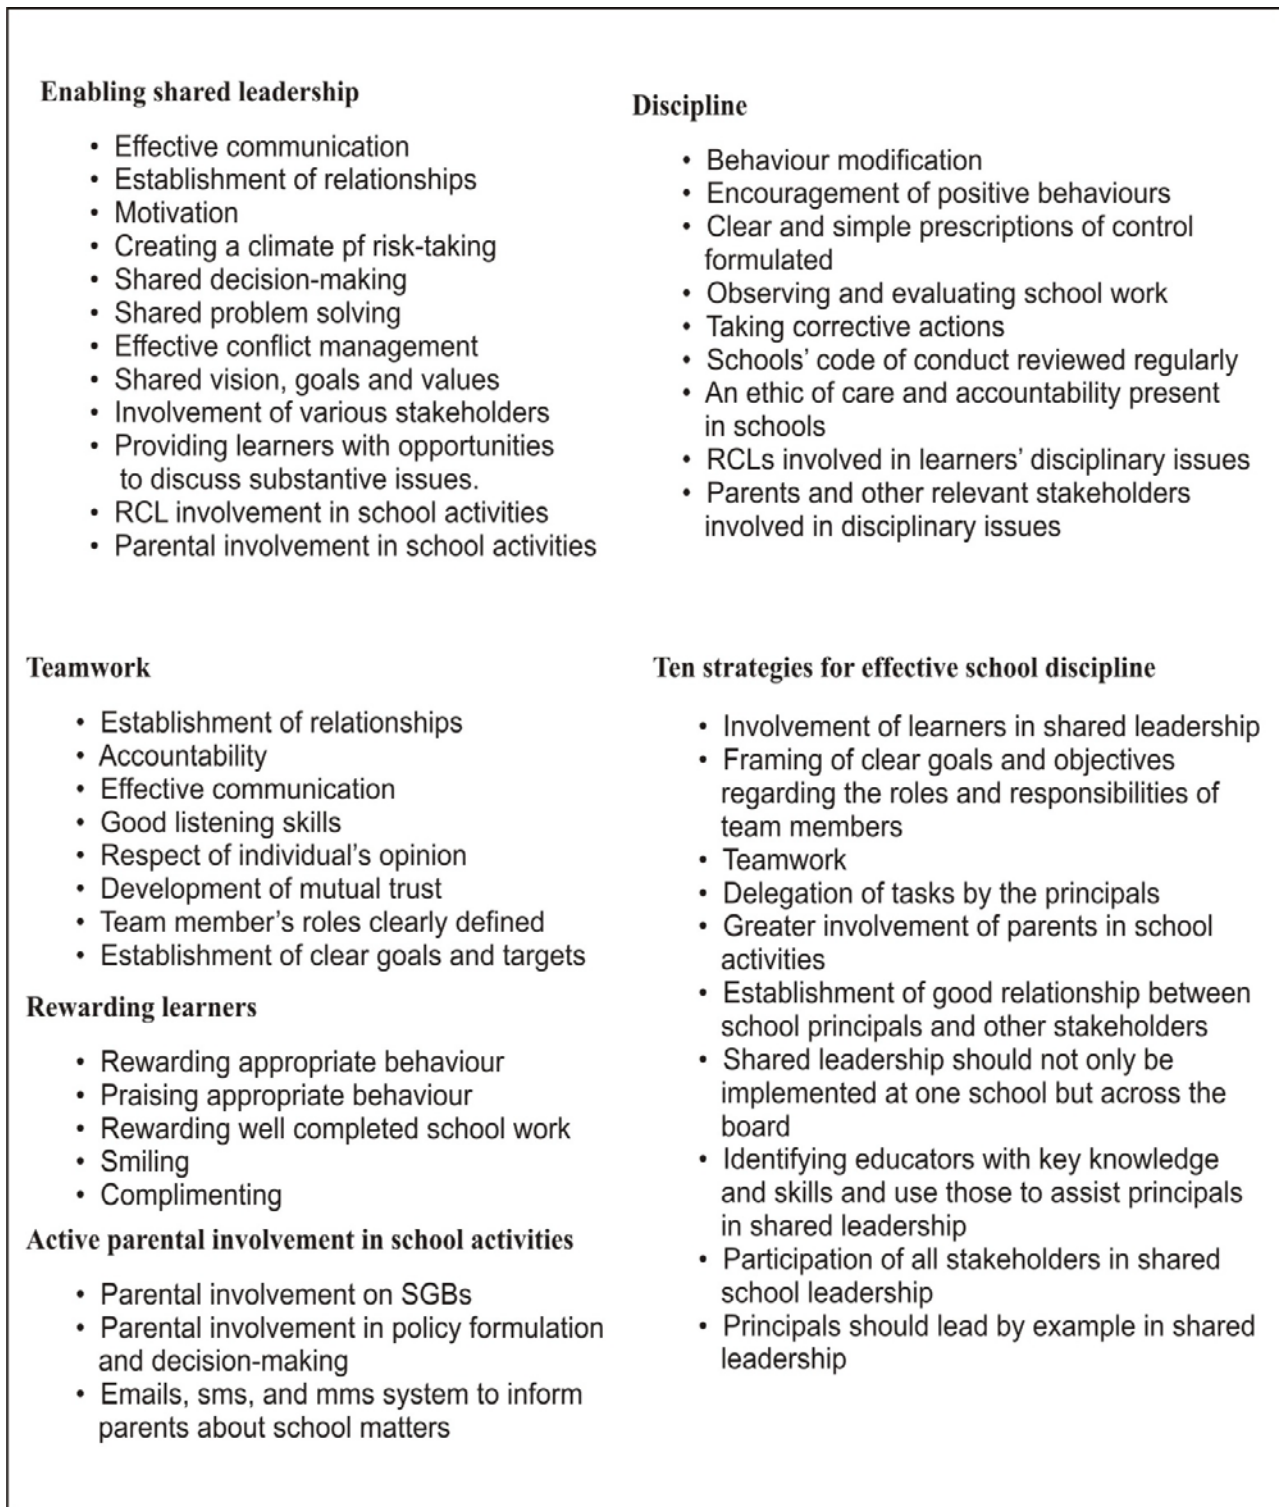 Enabling shared leadership
• Effective communication
• Establishment of relationships
• Motivation
• Creating a climate pf risk-taking
• Shared decision-making
• Shared problem solving
• Effective conflict management
• Shared vision, goals and values
• Involvement of various stakeholders
• Providing learners with opportunities
to discuss substantive issues.
• RCL involvement in school activities
• Parental involvement in school activities
Discipline
• Behaviour modification
• Encouragement of positive behaviours
• Clear and simple prescriptions of control
formulated
• Observing and evaluating school work
• Taking corrective actions
• Schools’ code of conduct reviewed regularly
• An ethic of care and accountability present
in schools
• RCLs involved in learners’ disciplinary issues
• Parents and other relevant stakeholders
involved in disciplinary issues
Teamwork
• Establishment of relationships
• Accountability
• Effective communication
• Good listening skills
• Respect of individual’s opinion
• Development of mutual trust
• Team member’s roles clearly defined
• Establishment of clear goals and targets
Rewarding learners
• Rewarding appropriate behaviour
• Praising appropriate behaviour
• Rewarding well completed school work
• Smiling
• Complimenting
Active parental involvement in school activities
• Parental involvement on SGBs
• Parental involvement in policy formulation
and decision-making
• Emails, sms, and mms system to inform
parents about school matters
Ten strategies for effective school discipline
• Involvement of learners in shared leadership
• Framing of clear goals and objectives
regarding the roles and responsibilities of
team members
• Teamwork
• Delegation of tasks by the principals
• Greater involvement of parents in school
activities
• Establishment of good relationship between
school principals and other stakeholders
• Shared leadership should not only be
implemented at one school but across the
board
• Identifying educators with key knowledge
and skills and use those to assist principals
in shared leadership
• Participation of all stakeholders in shared
school leadership
• Principals should lead by example in shared
leadership